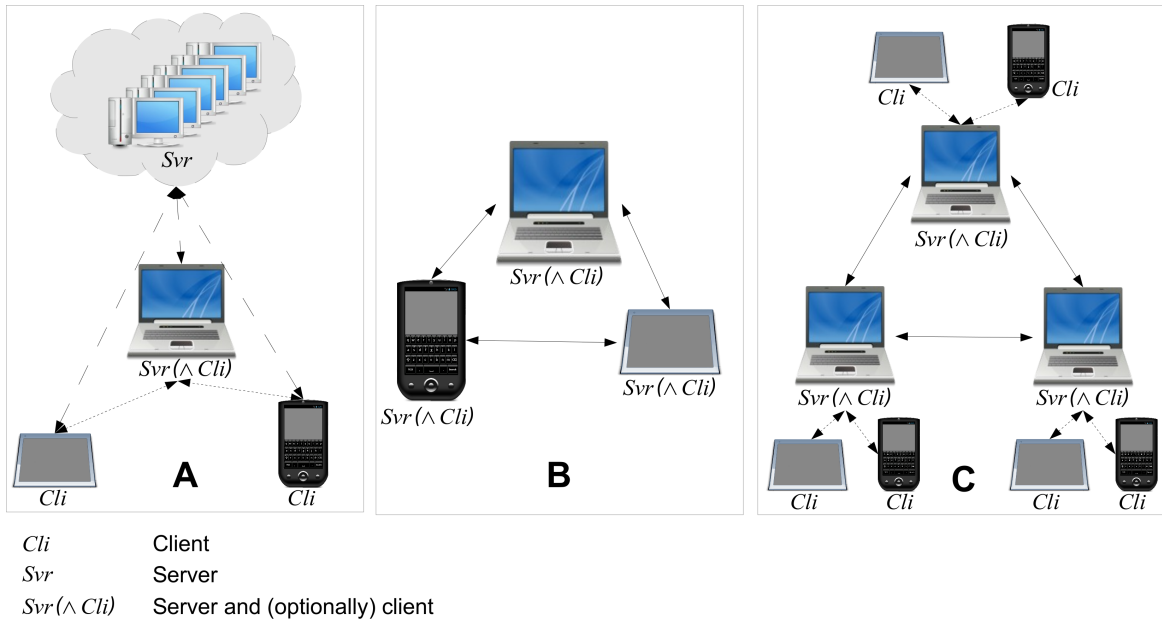 Svr
Svr (∧ Cli)
Cli
A
Cli
Svr (∧ Cli)
Svr (∧ Cli)
Svr (∧ Cli)
B
Cli
Cli
Svr (∧ Cli)
Svr (∧ Cli)
Svr (∧ Cli)
Cli
Cli
C
Cli
Cli
Cli Client
Svr Server
Svr (∧ Cli) Server and (optionally) client